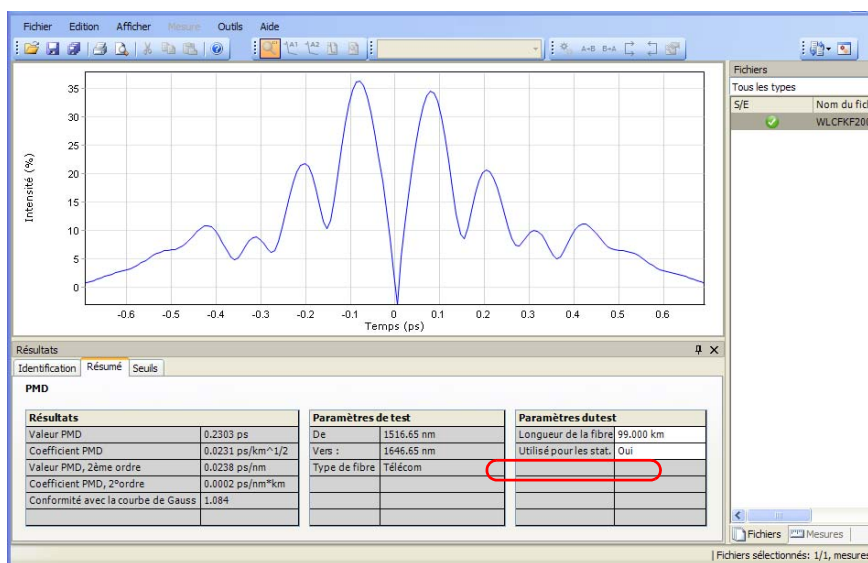 Fichier Edition Afficher Mesure Outils Aide
A1 A2 A→B B→A
Fichiers
Tous les types
S/E Nom du fich
WLCFKF200
Intensité (%)
35
30
25
20
15
10
5
0
-0.6 -0.5 -0.4 -0.3 -0.2 -0.1 0 0.1 0.2 0.3 0.4 0.5 0.6
Temps (ps)
Résultats
Identification Résumé Seuils
PMD
Résultats
Valeur PMD 0.2303 ps
Coefficient PMD 0.0231 ps/km^1/2
Valeur PMD, 2ème ordre 0.0238 ps/nm
Coefficient PMD, 2°ordre 0.0002 ps/nm*km
Conformité avec la courbe de Gauss 1.084
Paramètres de test
De 1516.65 nm
Vers : 1646.65 nm
Type de fibre Télécom
Paramètres du test
Longueur de la fibre 99.000 km
Utilisé pour les stat. Oui
Fichiers Mesures
Fichiers sélectionnés: 1/1, mesures